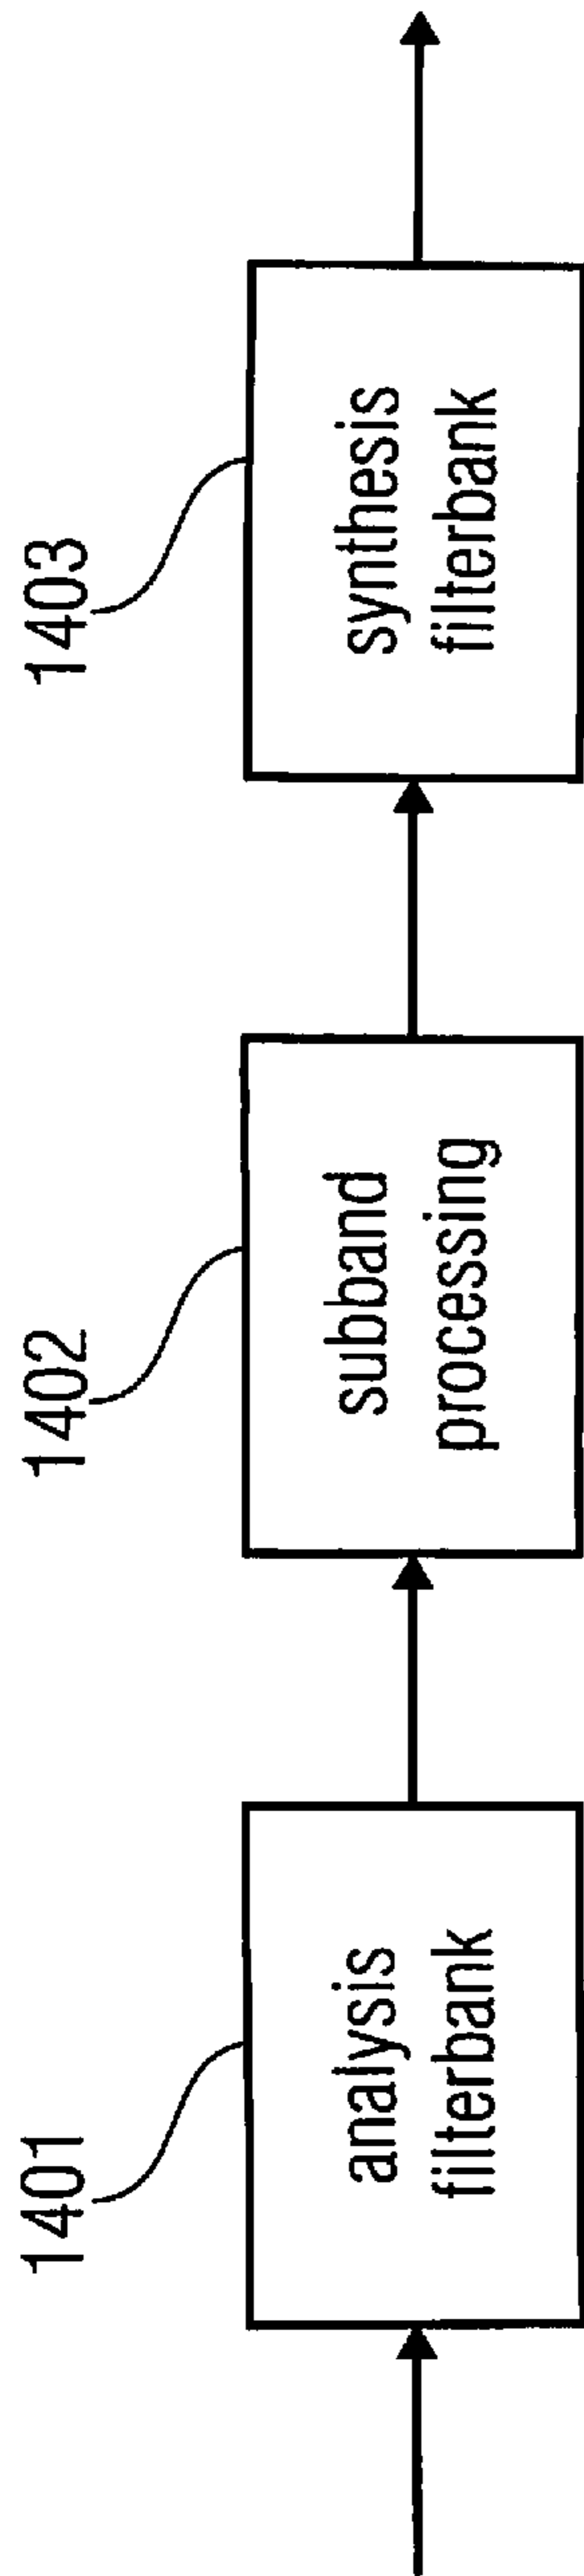 1401
analysis
filterbank
1402
subband
processing
1403
synthesis
filterbank